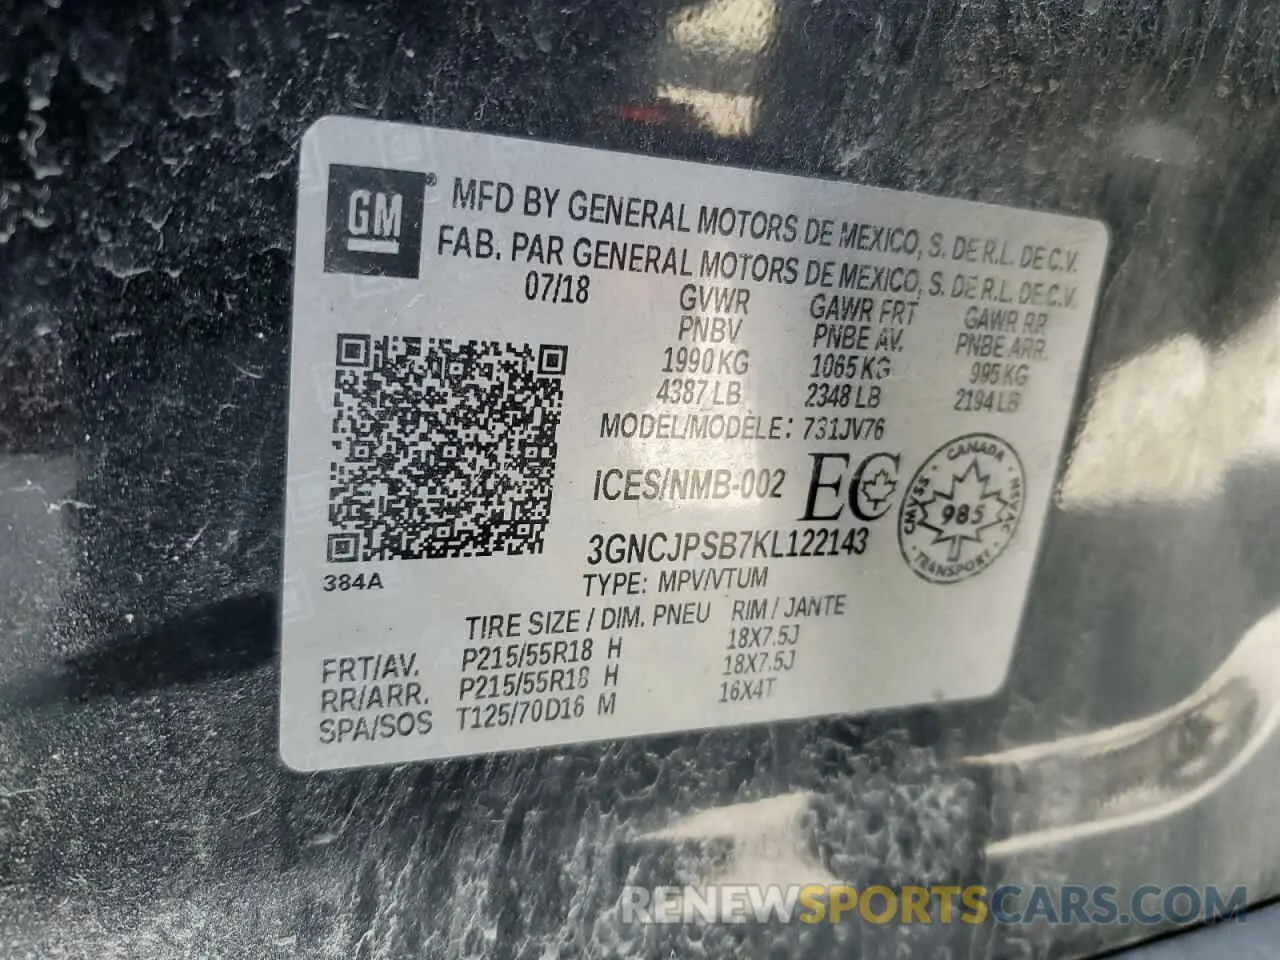 GM®
MFD BY GENERAL MOTORS DE MEXICO, S. DE R.L. DE C.V.
FAB. PAR GENERAL MOTORS DE MEXICO, S. DE R.L. DE C.V.
07/18 GVWR GAWR FRT GAWR RR
PNBV PNBE AV. PNBE ARR.
1990 KG 1065 KG 995 KG
4387 LB 2348 LB 2194 LB
MODEL/MODÈLE: 731JV76
ICES/NMB-002 EC
CANADA · NSVAC · TRANSPORT · CMVSS ·
985
3GNCJPSB7KL122143
384A TYPE: MPV/VTUM
TIRE SIZE / DIM. PNEU RIM / JANTE
FRT/AV. P215/55R18 H 18X7.5J
RR/ARR. P215/55R18 H 18X7.5J
SPA/SOS T125/70D16 M 16X4T
RENEWSPORTSCARS.COM